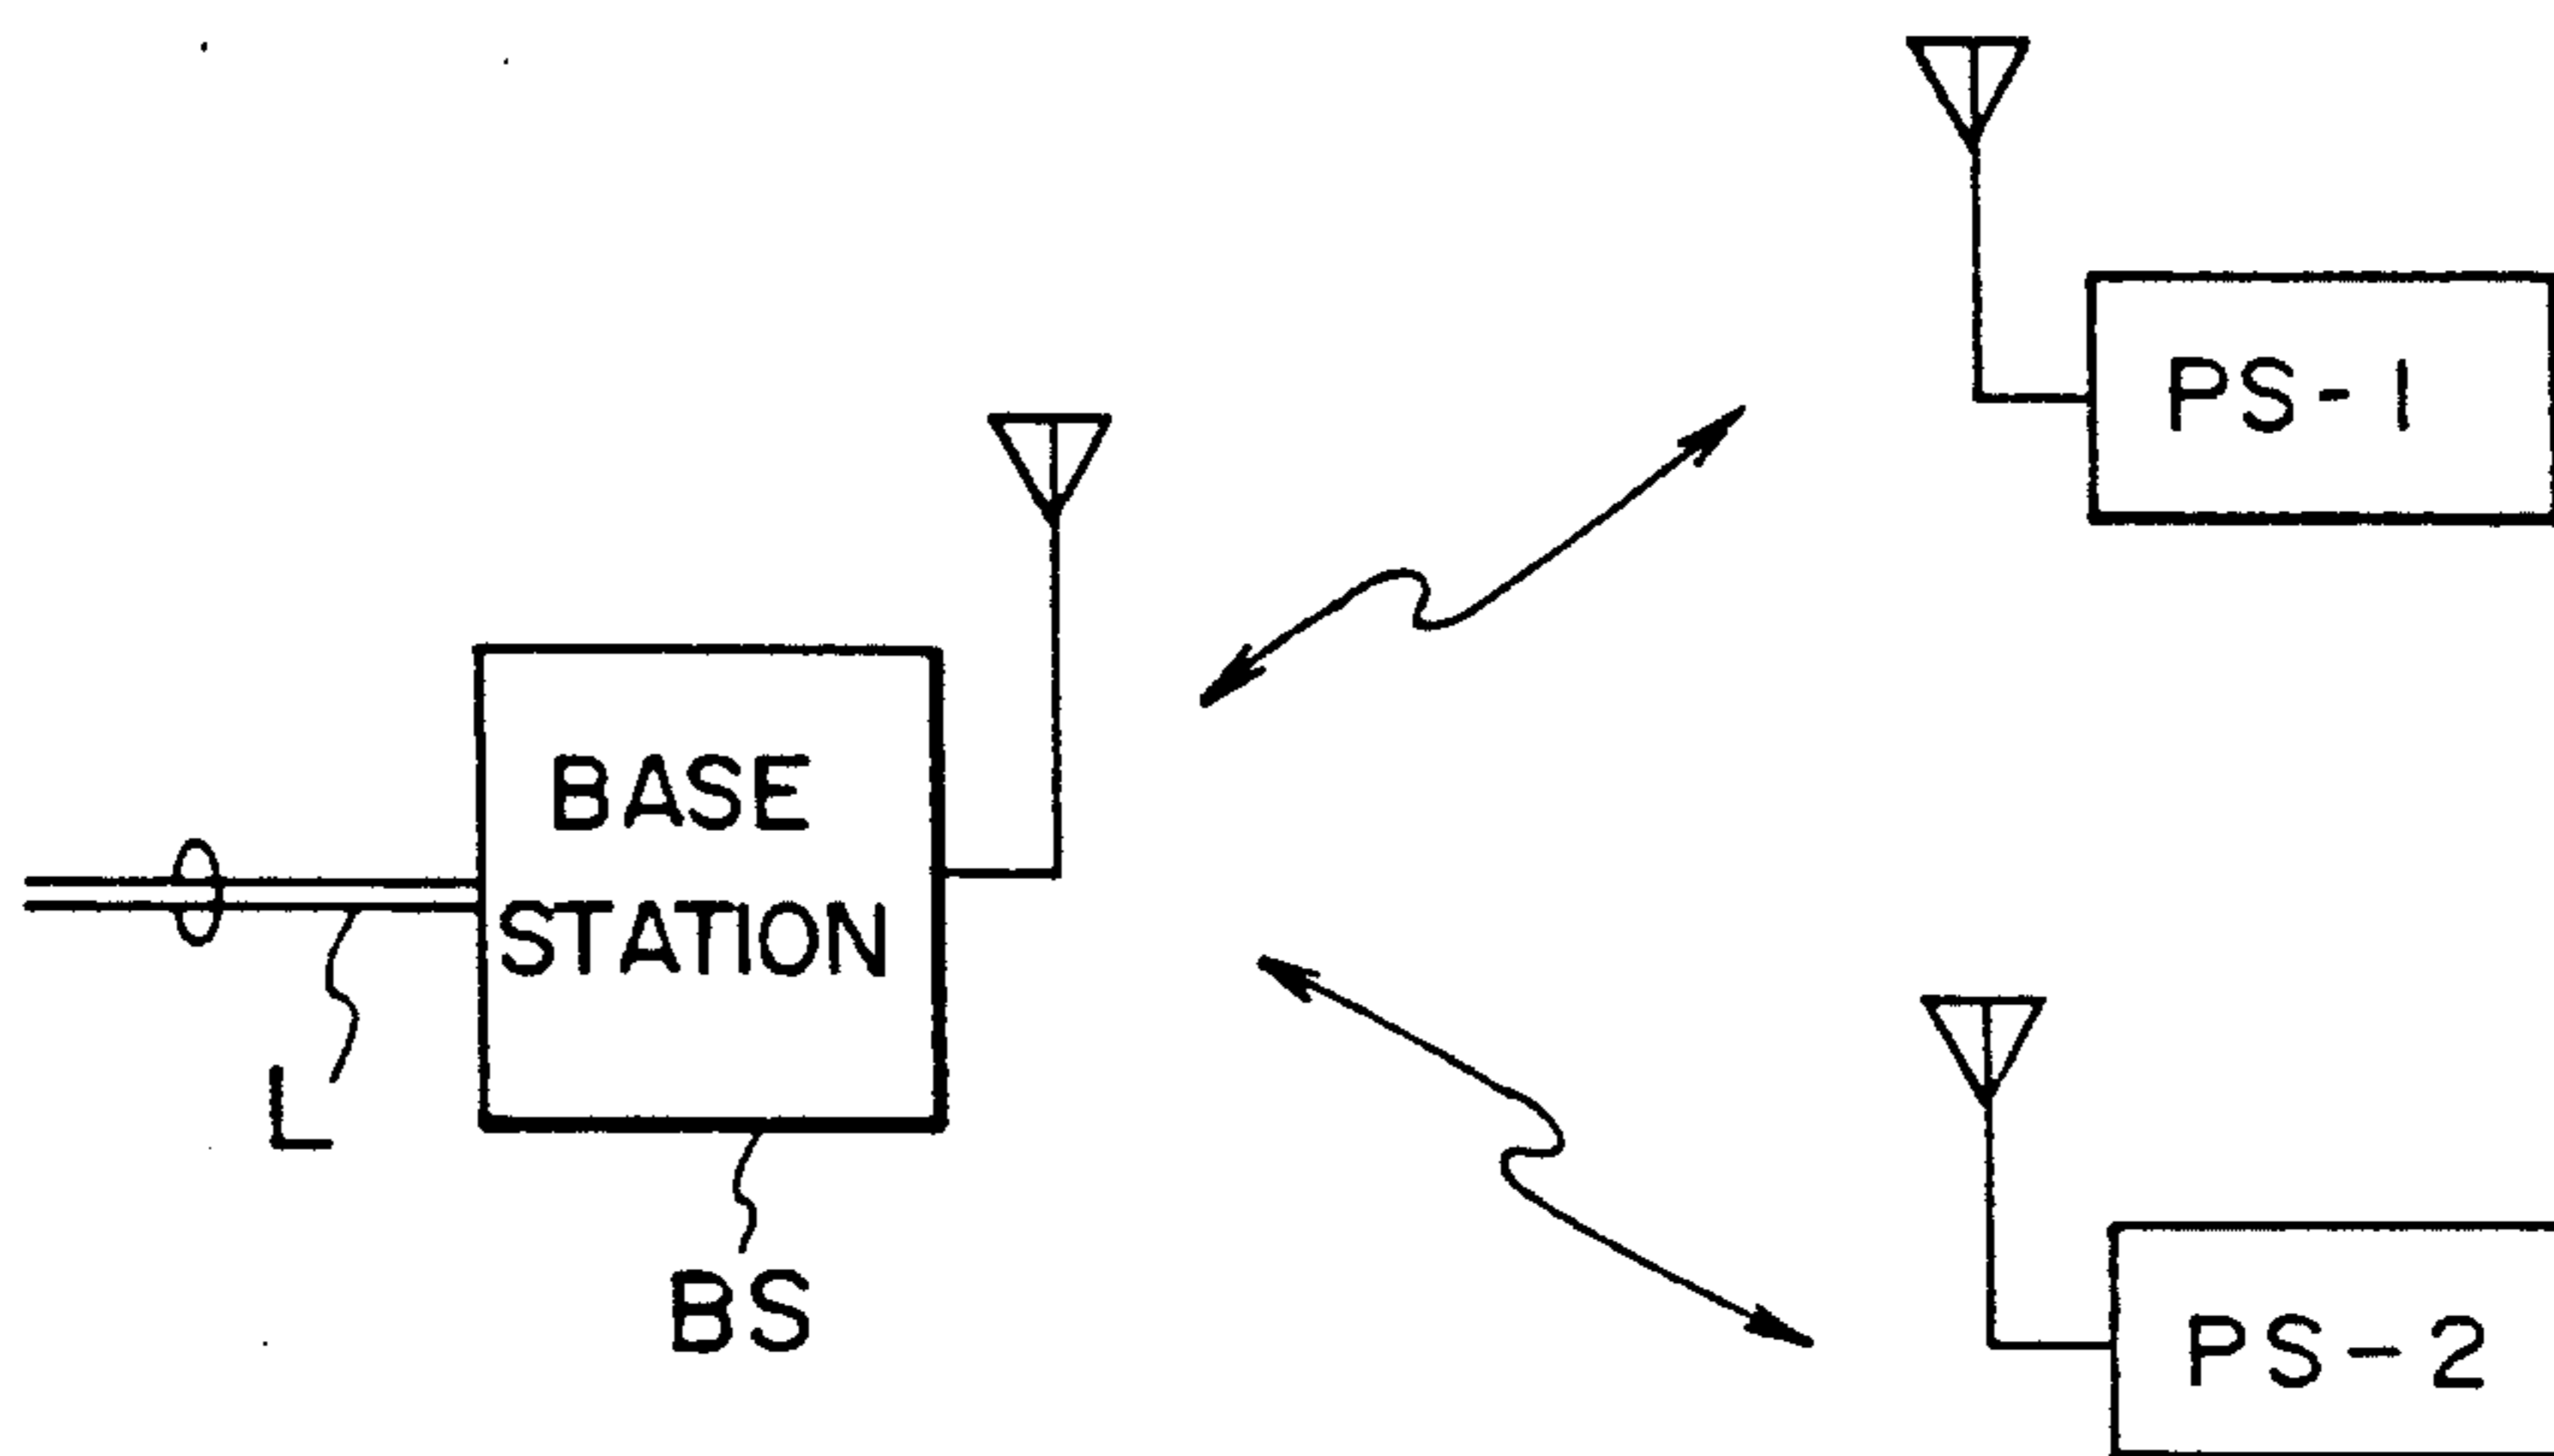 PS-1
BASE
STATION
L
BS
PS-2